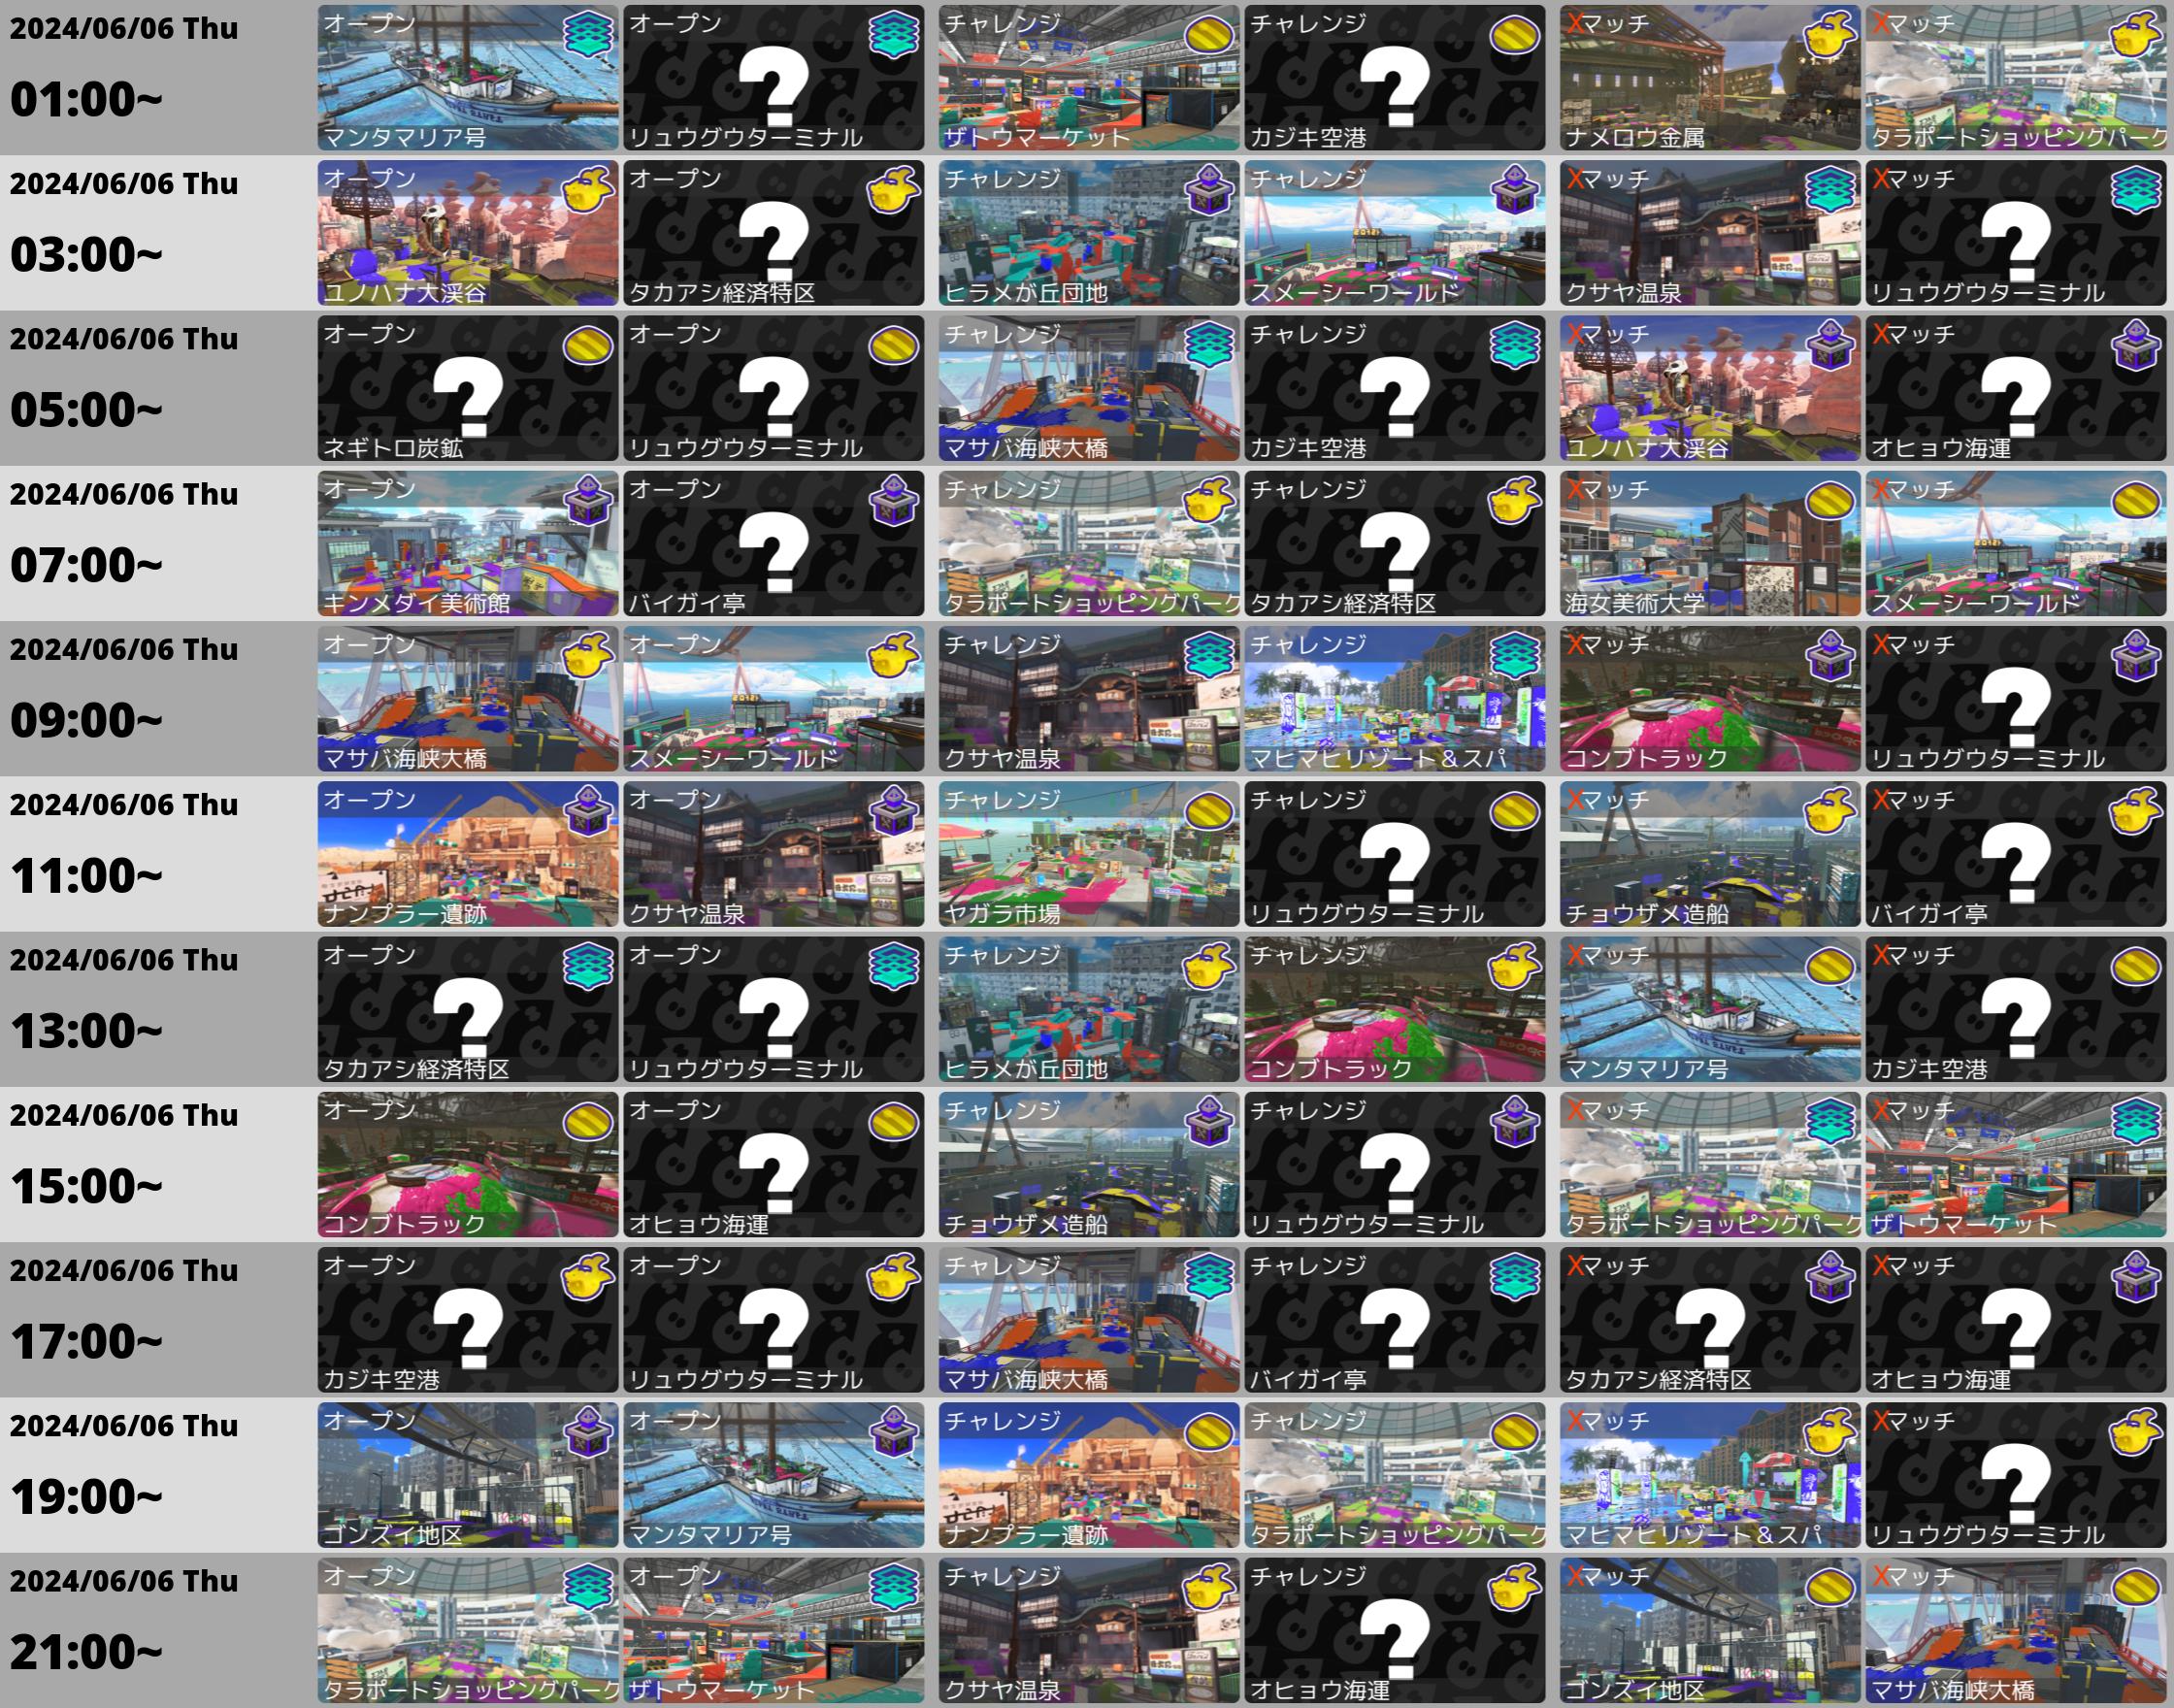 2024/06/06 Thu
01:00~
オープン
マンタマリア号
オープン
リュウグウターミナル
チャレンジ
ザトウマーケット
チャレンジ
カジキ空港
Xマッチ
ナメロウ金属
Xマッチ
タラポートショッピングパーク
2024/06/06 Thu
03:00~
オープン
ユノハナ大渓谷
オープン
タカアシ経済特区
チャレンジ
ヒラメが丘団地
チャレンジ
スメーシーワールド
Xマッチ
クサヤ温泉
Xマッチ
リュウグウターミナル
2024/06/06 Thu
05:00~
オープン
ネギトロ炭鉱
オープン
リュウグウターミナル
チャレンジ
マサバ海峡大橋
チャレンジ
カジキ空港
Xマッチ
ユノハナ大渓谷
Xマッチ
オヒョウ海運
2024/06/06 Thu
07:00~
オープン
キンメダイ美術館
オープン
バイガイ亭
チャレンジ
タラポートショッピングパーク
チャレンジ
タカアシ経済特区
Xマッチ
海女美術大学
Xマッチ
スメーシーワールド
2024/06/06 Thu
09:00~
オープン
マサバ海峡大橋
オープン
スメーシーワールド
チャレンジ
クサヤ温泉
チャレンジ
マヒマヒリゾート&スパ
Xマッチ
コンブトラック
Xマッチ
リュウグウターミナル
2024/06/06 Thu
11:00~
オープン
ナンプラー遺跡
オープン
クサヤ温泉
チャレンジ
ヤガラ市場
チャレンジ
リュウグウターミナル
Xマッチ
チョウザメ造船
Xマッチ
バイガイ亭
2024/06/06 Thu
13:00~
オープン
タカアシ経済特区
オープン
リュウグウターミナル
チャレンジ
ヒラメが丘団地
チャレンジ
コンブトラック
Xマッチ
マンタマリア号
Xマッチ
カジキ空港
2024/06/06 Thu
15:00~
オープン
コンブトラック
オープン
オヒョウ海運
チャレンジ
チョウザメ造船
チャレンジ
リュウグウターミナル
Xマッチ
タラポートショッピングパーク
Xマッチ
ザトウマーケット
2024/06/06 Thu
17:00~
オープン
カジキ空港
オープン
リュウグウターミナル
チャレンジ
マサバ海峡大橋
チャレンジ
バイガイ亭
Xマッチ
タカアシ経済特区
Xマッチ
オヒョウ海運
2024/06/06 Thu
19:00~
オープン
ゴンズイ地区
オープン
マンタマリア号
チャレンジ
ナンプラー遺跡
チャレンジ
タラポートショッピングパーク
Xマッチ
マヒマヒリゾート&スパ
Xマッチ
リュウグウターミナル
2024/06/06 Thu
21:00~
オープン
タラポートショッピングパーク
オープン
ザトウマーケット
チャレンジ
クサヤ温泉
チャレンジ
オヒョウ海運
Xマッチ
ゴンズイ地区
Xマッチ
マサバ海峡大橋